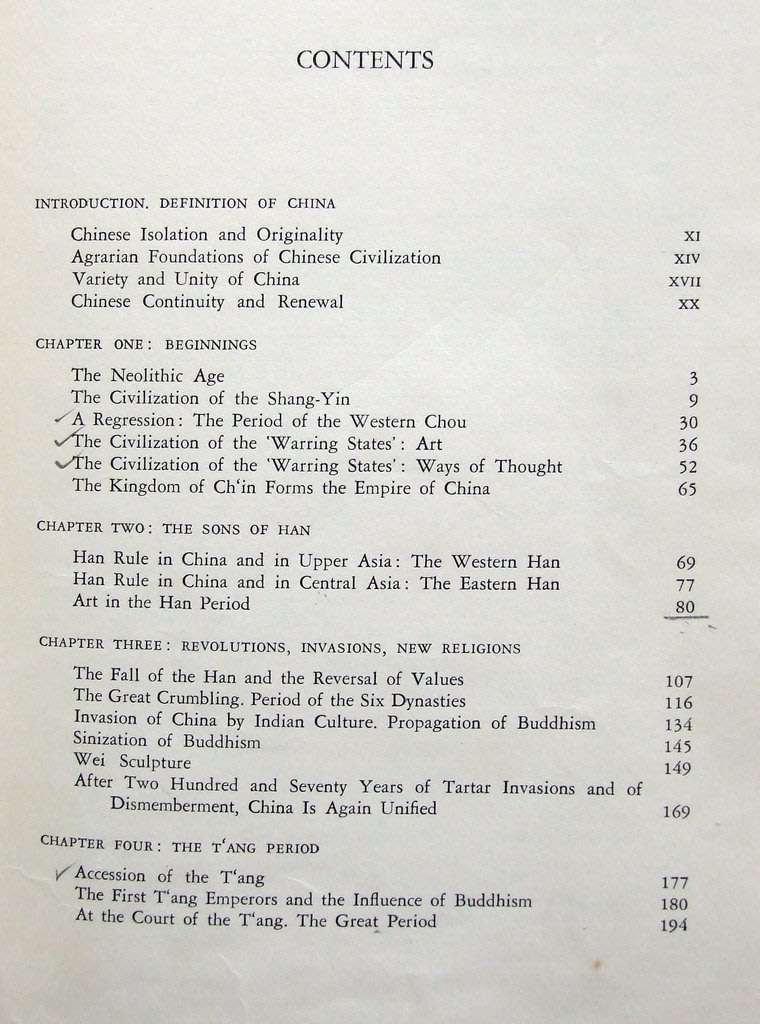 CONTENTS
INTRODUCTION. DEFINITION OF CHINA
Chinese Isolation and Originality XI
Agrarian Foundations of Chinese Civilization XIV
Variety and Unity of China XVII
Chinese Continuity and Renewal XX
CHAPTER ONE: BEGINNINGS
The Neolithic Age 3
The Civilization of the Shang-Yin 9
A Regression: The Period of the Western Chou 30
The Civilization of the 'Warring States': Art 36
The Civilization of the 'Warring States': Ways of Thought 52
The Kingdom of Ch'in Forms the Empire of China 65
CHAPTER TWO: THE SONS OF HAN
Han Rule in China and in Upper Asia: The Western Han 69
Han Rule in China and in Central Asia: The Eastern Han 77
Art in the Han Period 80
CHAPTER THREE: REVOLUTIONS, INVASIONS, NEW RELIGIONS
The Fall of the Han and the Reversal of Values 107
The Great Crumbling. Period of the Six Dynasties 116
Invasion of China by Indian Culture. Propagation of Buddhism 134
Sinization of Buddhism 145
Wei Sculpture 149
After Two Hundred and Seventy Years of Tartar Invasions and of
Dismemberment, China Is Again Unified 169
CHAPTER FOUR: THE T'ANG PERIOD
Accession of the T'ang 177
The First T'ang Emperors and the Influence of Buddhism 180
At the Court of the T'ang. The Great Period 194